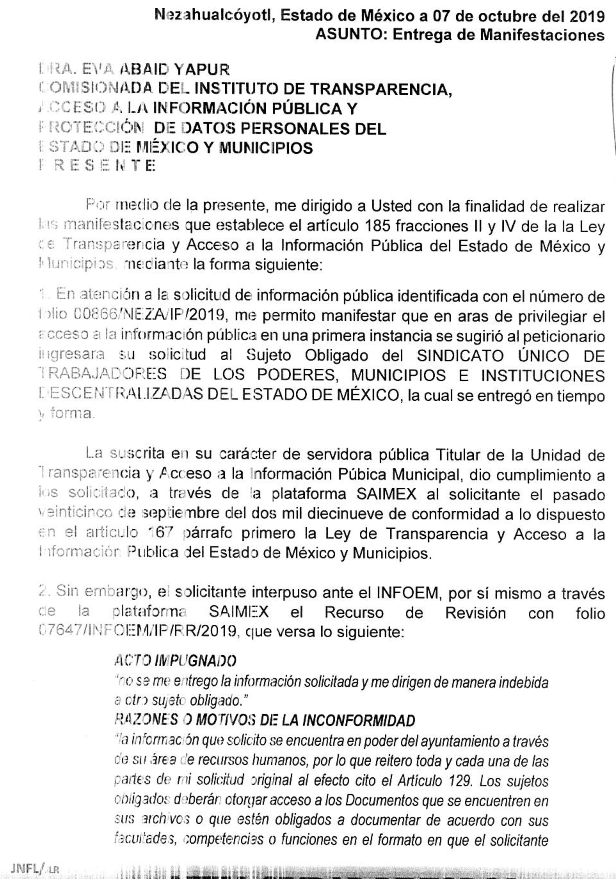 Nezahualcóyotl, Estado de México a 07 de octubre del 2019
ASUNTO: Entrega de Manifestaciones
DRA. EVA ABAID YAPUR
COMISIONADA DEL INSTITUTO DE TRANSPARENCIA,
ACCESO A LA INFORMACIÓN PÚBLICA Y
PROTECCIÓN DE DATOS PERSONALES DEL
ESTADO DE MÉXICO Y MUNICIPIOS
P R E S E N T E
Por medio de la presente, me dirigido a Usted con la finalidad de realizar
las manifestaciones que establece el artículo 185 fracciones II y IV de la la Ley
de Transparencia y Acceso a la Información Pública del Estado de México y
Municipios, mediante la forma siguiente:
1. En atención a la solicitud de información pública identificada con el número de
folio 00866/NEZA/IP/2019, me permito manifestar que en aras de privilegiar el
acceso a la información pública en una primera instancia se sugirió al peticionario
ingresara su solicitud al Sujeto Obligado del SINDICATO ÚNICO DE
TRABAJADORES DE LOS PODERES, MUNICIPIOS E INSTITUCIONES
DESCENTRALIZADAS DEL ESTADO DE MÉXICO, la cual se entregó en tiempo
y forma.
La suscrita en su carácter de servidora pública Titular de la Unidad de
Transparencia y Acceso a la Información Púbica Municipal, dio cumplimiento a
los solicitado, a través de la plataforma SAIMEX al solicitante el pasado
veinticinco de septiembre del dos mil diecinueve de conformidad a lo dispuesto
en el artículo 167 párrafo primero la Ley de Transparencia y Acceso a la
Información Publica del Estado de México y Municipios.
2. Sin embargo, el solicitante interpuso ante el INFOEM, por sí mismo a través
de la plataforma SAIMEX el Recurso de Revisión con folio
07647/INFOEM/IP/RR/2019, que versa lo siguiente:
ACTO IMPUGNADO
"no se me entrego la información solicitada y me dirigen de manera indebida
a otro sujeto obligado."
RAZONES O MOTIVOS DE LA INCONFORMIDAD
"la información que solicito se encuentra en poder del ayuntamiento a través
de su área de recursos humanos, por lo que reitero toda y cada una de las
partes de mi solicitud original al efecto cito el Artículo 129. Los sujetos
obligados deberán otorgar acceso a los Documentos que se encuentren en
sus archivos o que estén obligados a documentar de acuerdo con sus
facultades, competencias o funciones en el formato en que el solicitante
JNFL/LR